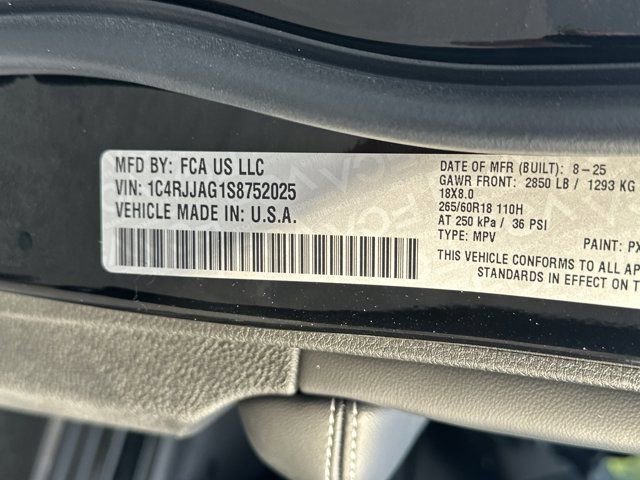 MFD BY: FCA US LLC
VIN: 1C4RJJAG1S8752025
VEHICLE MADE IN: U.S.A.
DATE OF MFR (BUILT): 8-25
GAWR FRONT: 2850 LB / 1293 KG
18X8.0
265/60R18 110H
AT 250 kPa / 36 PSI
TYPE: MPV
PAINT: PX
THIS VEHICLE CONFORMS TO ALL AP
STANDARDS IN EFFECT ON T